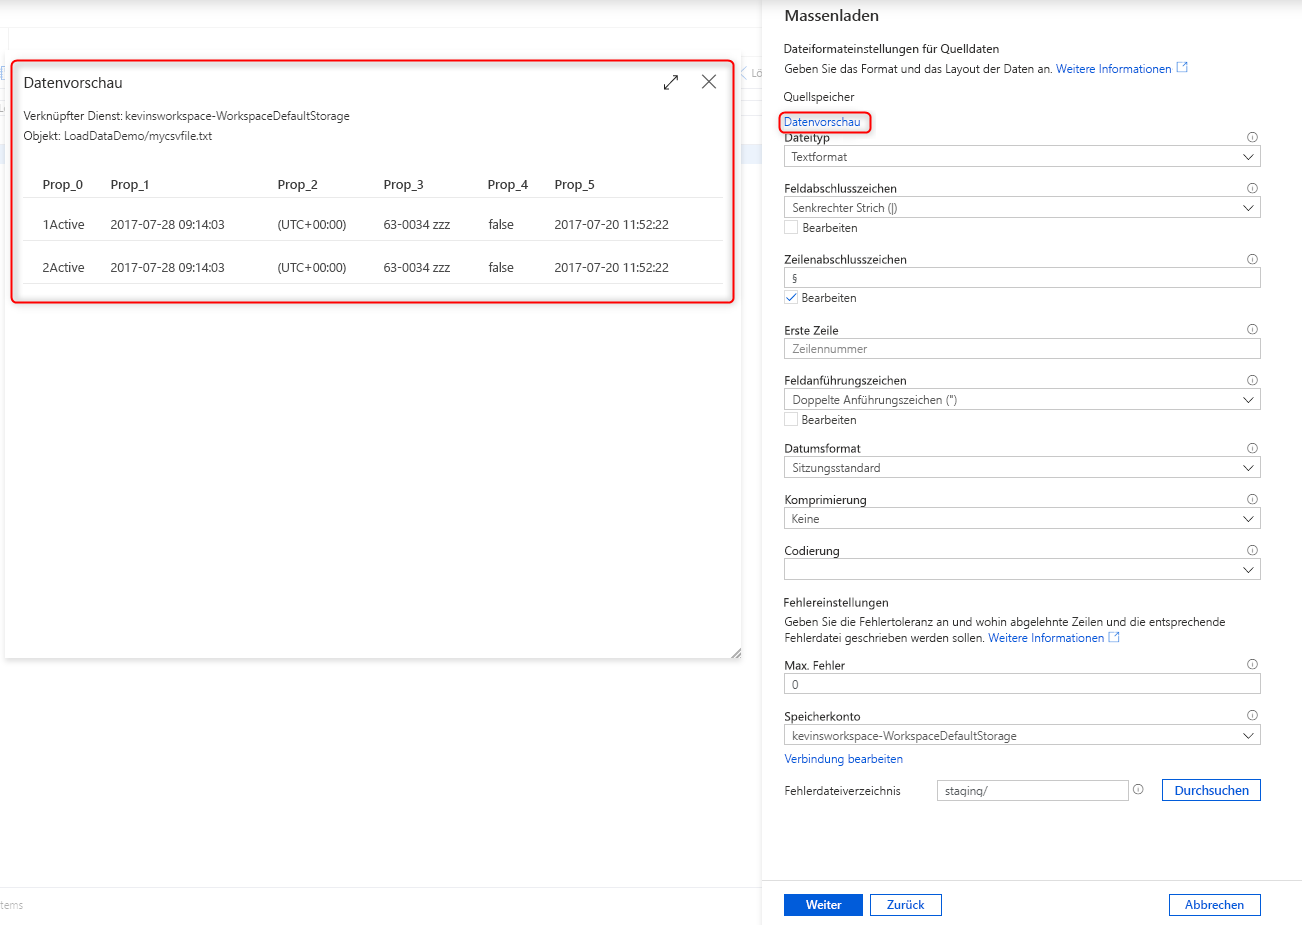 Datenvorschau
Verknüpfter Dienst: kevinsworkspace-WorkspaceDefaultStorage
Objekt: LoadDataDemo/mycsvfile.txt
Prop_0 Prop_1 Prop_2 Prop_3 Prop_4 Prop_5
1Active 2017-07-28 09:14:03 (UTC+00:00) 63-0034 zzz false 2017-07-20 11:52:22
2Active 2017-07-28 09:14:03 (UTC+00:00) 63-0034 zzz false 2017-07-20 11:52:22
Lö
tems
Massenladen
Dateiformateinstellungen für Quelldaten
Geben Sie das Format und das Layout der Daten an. Weitere Informationen
Quellspeicher
Datenvorschau
Dateityp
Textformat
Feldabschlusszeichen
Senkrechter Strich (|)
Bearbeiten
Zeilenabschlusszeichen
§
Bearbeiten
Erste Zeile
Zeilennummer
Feldanführungszeichen
Doppelte Anführungszeichen (")
Bearbeiten
Datumsformat
Sitzungsstandard
Komprimierung
Keine
Codierung
Fehlereinstellungen
Geben Sie die Fehlertoleranz an und wohin abgelehnte Zeilen und die entsprechende
Fehlerdatei geschrieben werden sollen. Weitere Informationen
Max. Fehler
0
Speicherkonto
kevinsworkspace-WorkspaceDefaultStorage
Verbindung bearbeiten
Fehlerdateiverzeichnis staging/ Durchsuchen
Weiter Zurück Abbrechen